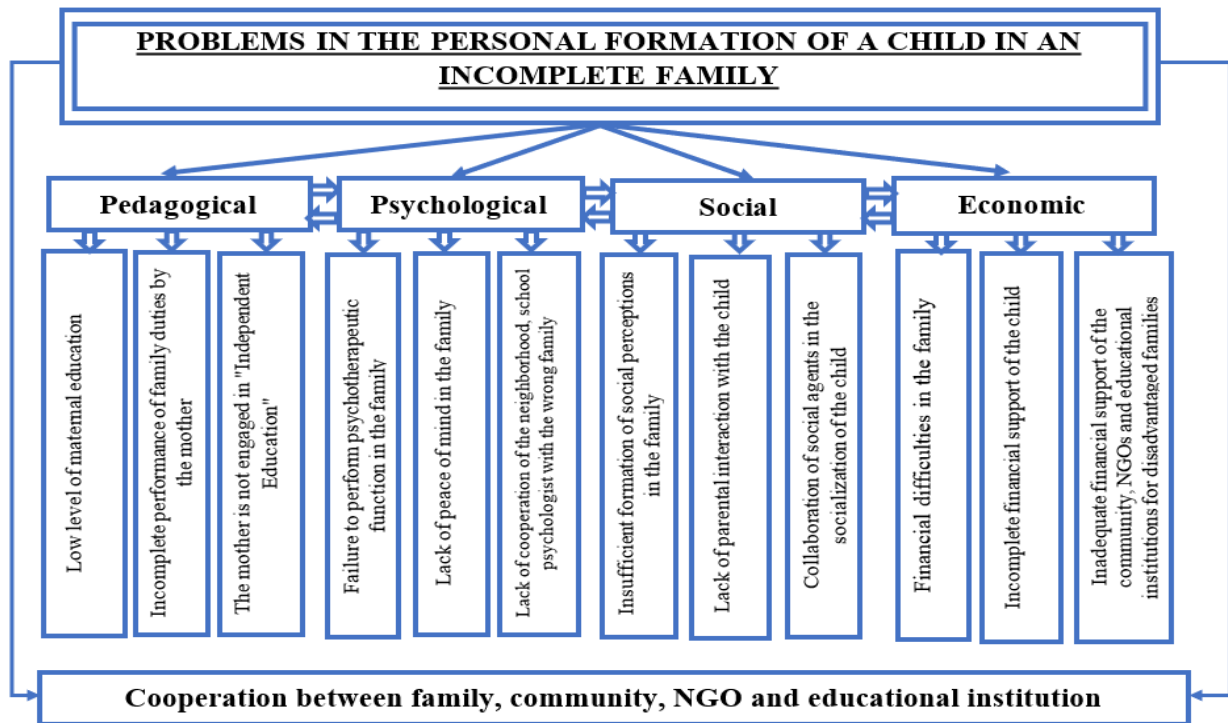 PROBLEMS IN THE PERSONAL FORMATION OF A CHILD IN AN
INCOMPLETE FAMILY
Pedagogical
Psychological
Social
Economic
Low level of maternal education
Incomplete performance of family duties by
the mother
The mother is not engaged in "Independent
Education"
Failure to perform psychotherapeutic
function in the family
Lack of peace of mind in the family
Lack of cooperation of the neighborhood, school
psychologist with the wrong family
Insufficient formation of social perceptions
in the family
Lack of parental interaction with the child
Collaboration of social agents in the
socialization of the child
Financial difficulties in the family
Incomplete financial support of the child
Inadequate financial support of the
community, NGOs and educational
institutions for disadvantaged families
Cooperation between family, community, NGO and educational institution